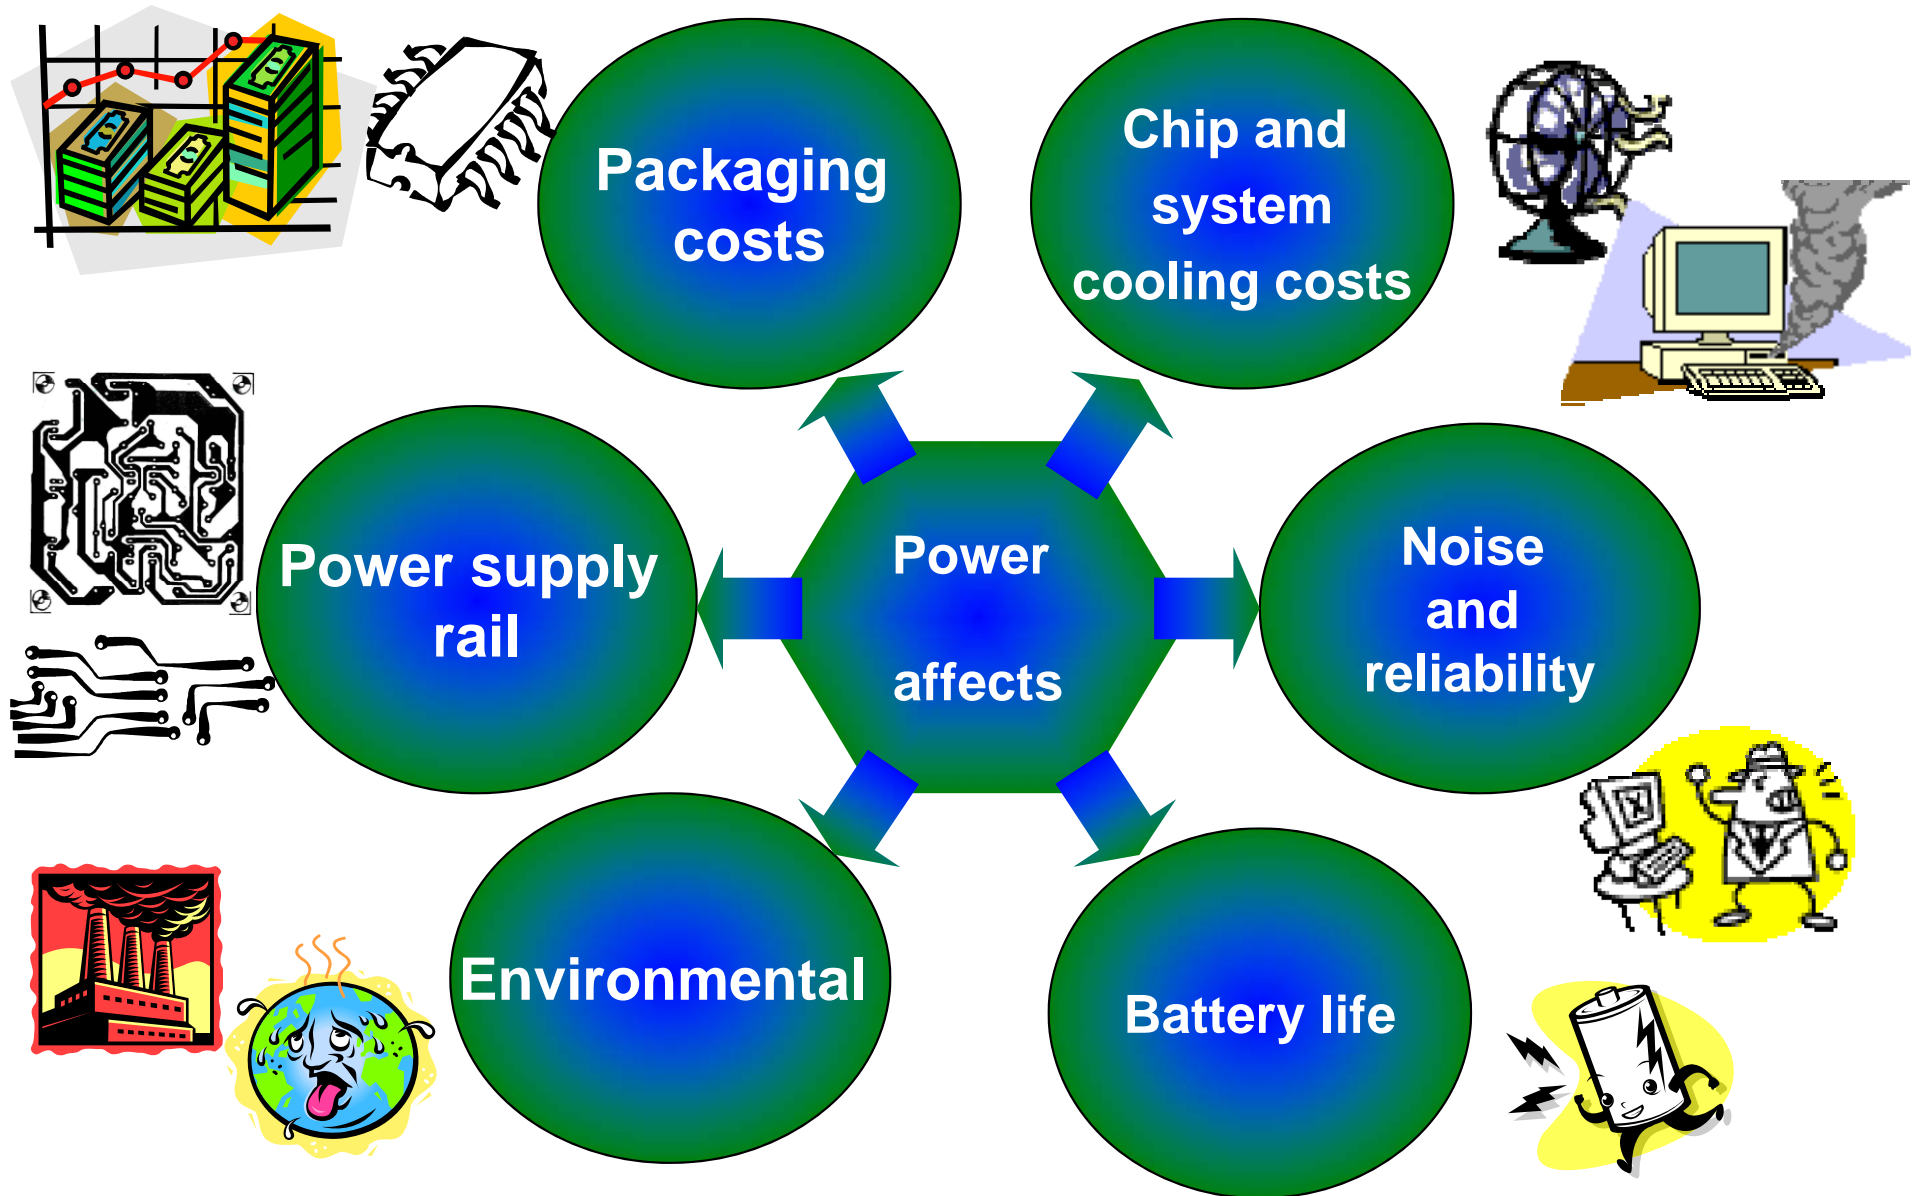 Packaging
costs
Chip and
system
cooling costs
Power supply
rail
Power
affects
Noise
and
reliability
Environmental
Battery life